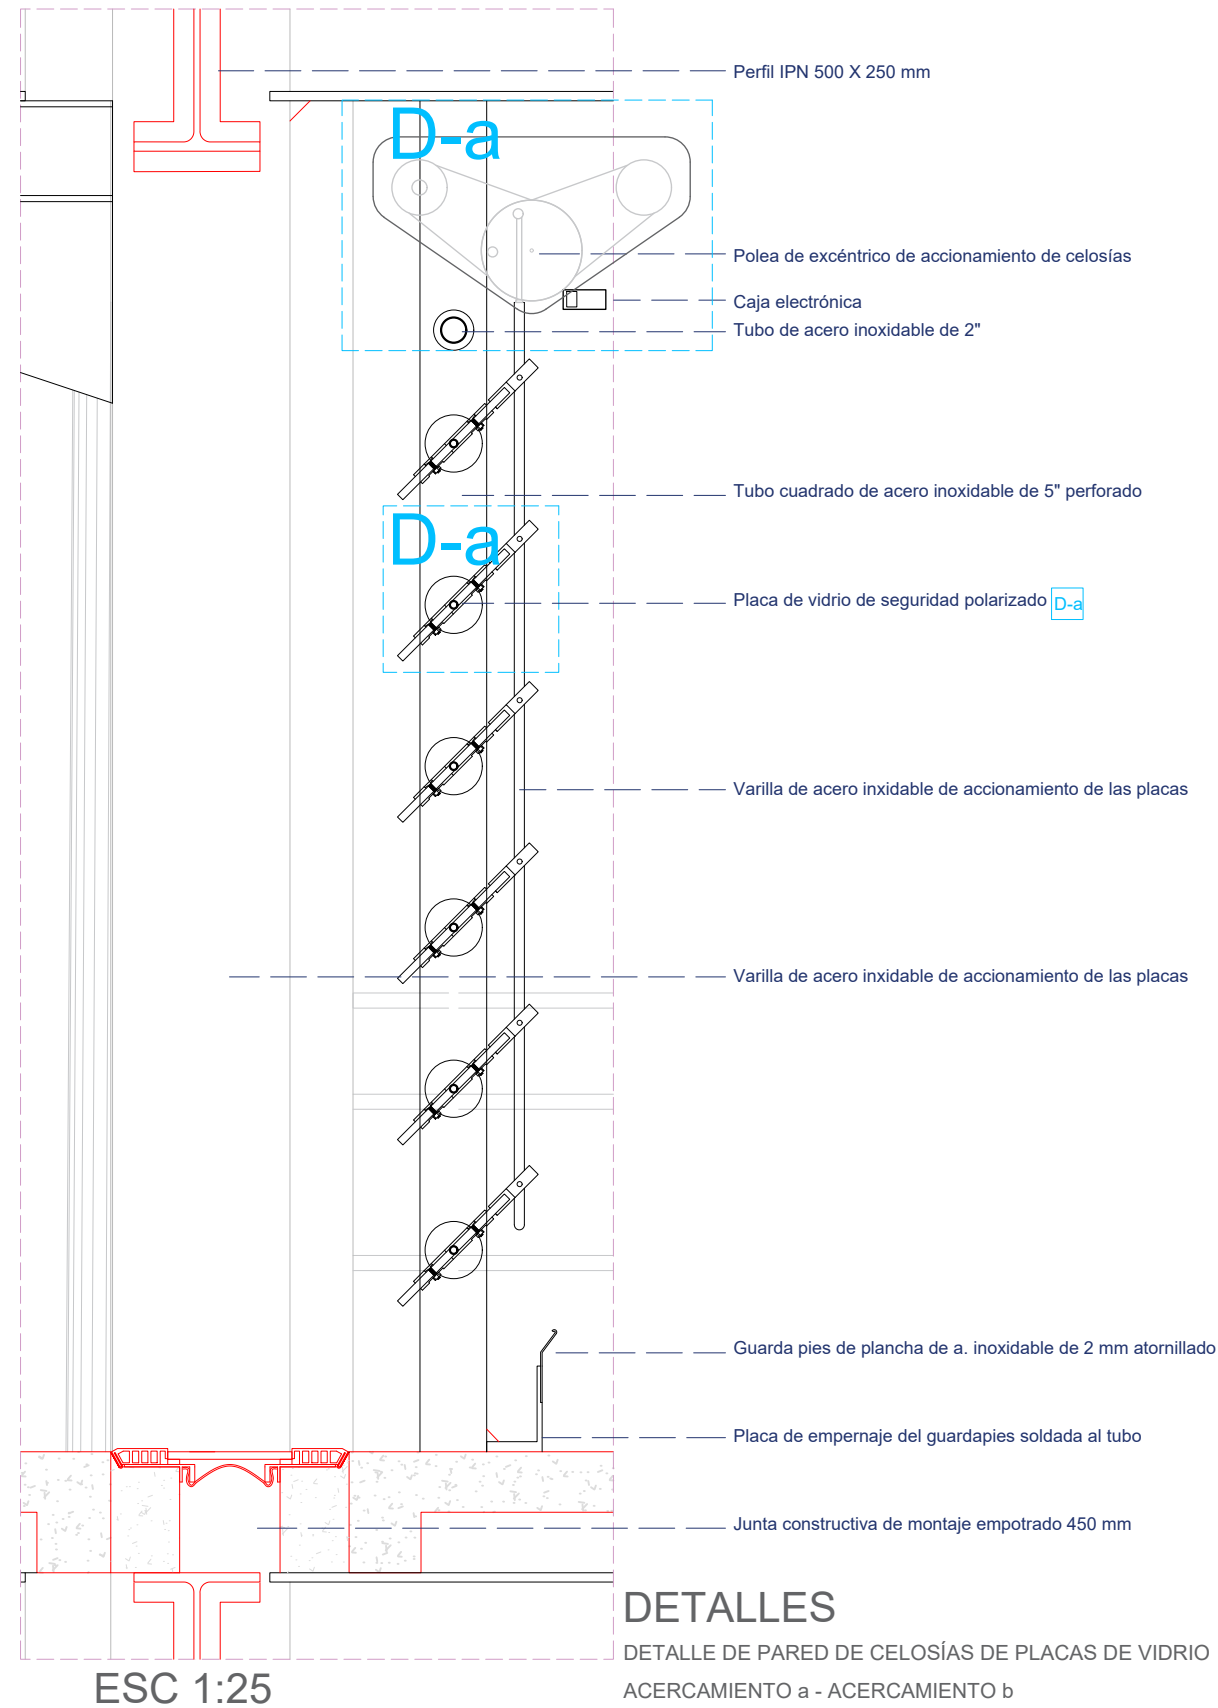 Perfil IPN 500 X 250 mm
D-a
Polea de excéntrico de accionamiento de celosías
Caja electrónica
Tubo de acero inoxidable de 2"
Tubo cuadrado de acero inoxidable de 5" perforado
D-a
Placa de vidrio de seguridad polarizado D-a
Varilla de acero inxidable de accionamiento de las placas
Varilla de acero inxidable de accionamiento de las placas
Guarda pies de plancha de a. inoxidable de 2 mm atornillado
Placa de empernaje del guardapies soldada al tubo
Junta constructiva de montaje empotrado 450 mm
DETALLES
DETALLE DE PARED DE CELOSÍAS DE PLACAS DE VIDRIO
ESC 1:25
ACERCAMIENTO a - ACERCAMIENTO b